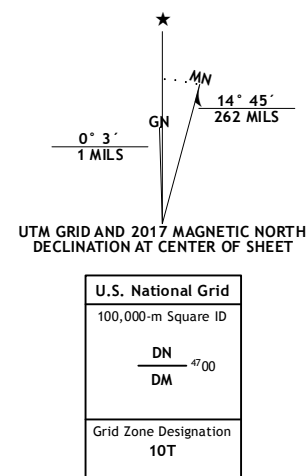 ★
MN
GN
14° 45´
262 MILS
0° 3´
1 MILS
UTM GRID AND 2017 MAGNETIC NORTH
DECLINATION AT CENTER OF SHEET
U.S. National Grid
100,000-m Square ID
DN
4700
DM
Grid Zone Designation
10T